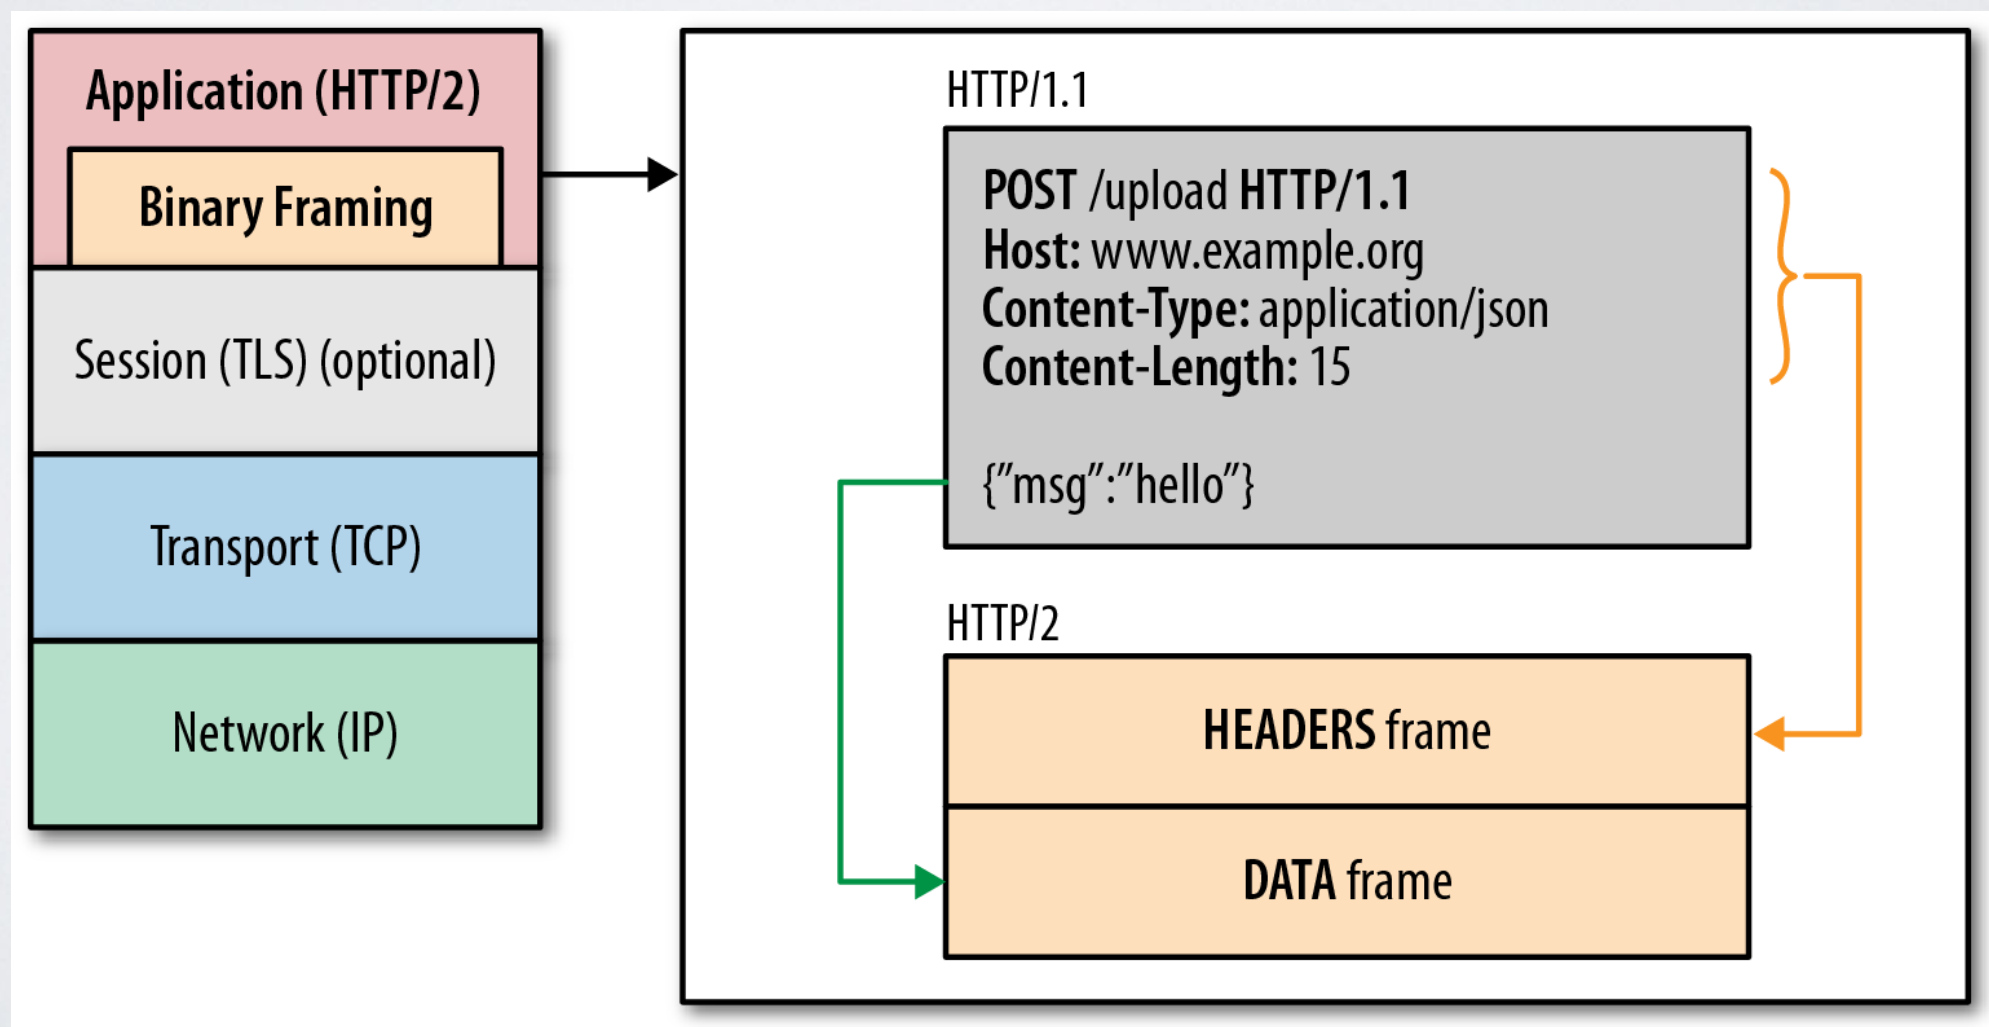 Application (HTTP/2)
Binary Framing
Session (TLS) (optional)
Transport (TCP)
Network (IP)
HTTP/1.1
POST /upload HTTP/1.1
Host: www.example.org
Content-Type: application/json
Content-Length: 15
{”msg”:”hello”}
HTTP/2
HEADERS frame
DATA frame